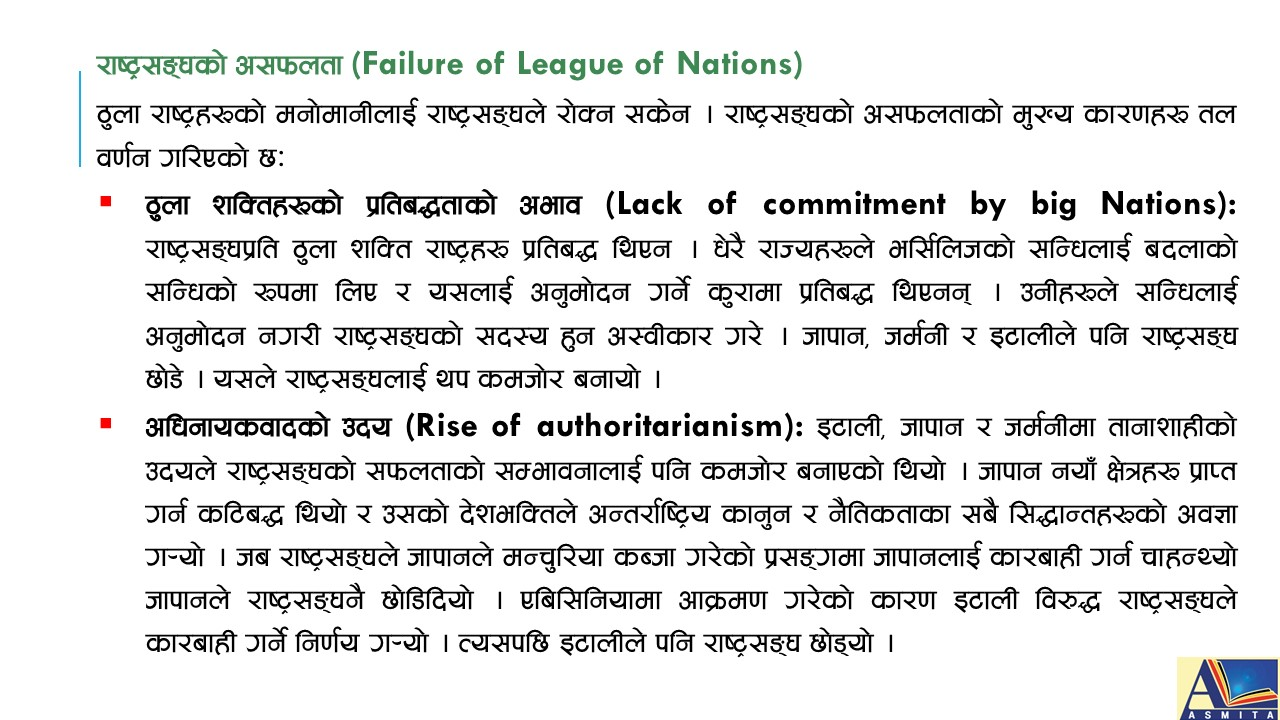 राष्ट्रसङ्घको असफलता (Failure of League of Nations)
ठुला राष्ट्रहरुको मनोमानीलाई राष्ट्रसङ्घले रोक्न सकेन । राष्ट्रसङ्घको असफलताको मुख्य कारणहरु तल
वर्णन गरिएको छ:
▪ ठुला शक्तिहरुको प्रतिबद्धताको अभाव (Lack of commitment by big Nations):
राष्ट्रसङ्घप्रति ठुला शक्ति राष्ट्रहरु प्रतिबद्ध थिएन । धेरै राज्यहरुले भर्सिलिजको सन्धिलाई बदलाको
सन्धिको रुपमा लिए र यसलाई अनुमोदन गर्ने कुरामा प्रतिबद्ध थिएनन् । उनीहरुले सन्धिलाई
अनुमोदन नगरी राष्ट्रसङ्घको सदस्य हुन अस्वीकार गरे । जापान, जर्मनी र इटालीले पनि राष्ट्रसङ्घ
छोडे । यसले राष्ट्रसङ्घलाई थप कमजोर बनायो ।
▪ अधिनायकवादको उदय (Rise of authoritarianism): इटाली, जापान र जर्मनीमा तानाशाहीको
उदयले राष्ट्रसङ्घको सफलताको सम्भावनालाई पनि कमजोर बनाएको थियो । जापान नयाँ क्षेत्रहरु प्राप्त
गर्न कटिबद्ध थियो र उसको देशभक्तिले अन्तर्राष्ट्रिय कानुन र नैतिकताका सबै सिद्धान्तहरुको अवज्ञा
गर्‍यो । जब राष्ट्रसङ्घले जापानले मन्चुरिया कब्जा गरेको प्रसङ्गमा जापानलाई कारबाही गर्न चाहन्थ्यो
जापानले राष्ट्रसङ्घनै छोडिदियो । एबिसिनियामा आक्रमण गरेको कारण इटाली विरुद्ध राष्ट्रसङ्घले
कारबाही गर्ने निर्णय गर्‍यो । त्यसपछि इटालीले पनि राष्ट्रसङ्घ छोड्यो ।
ASMITA